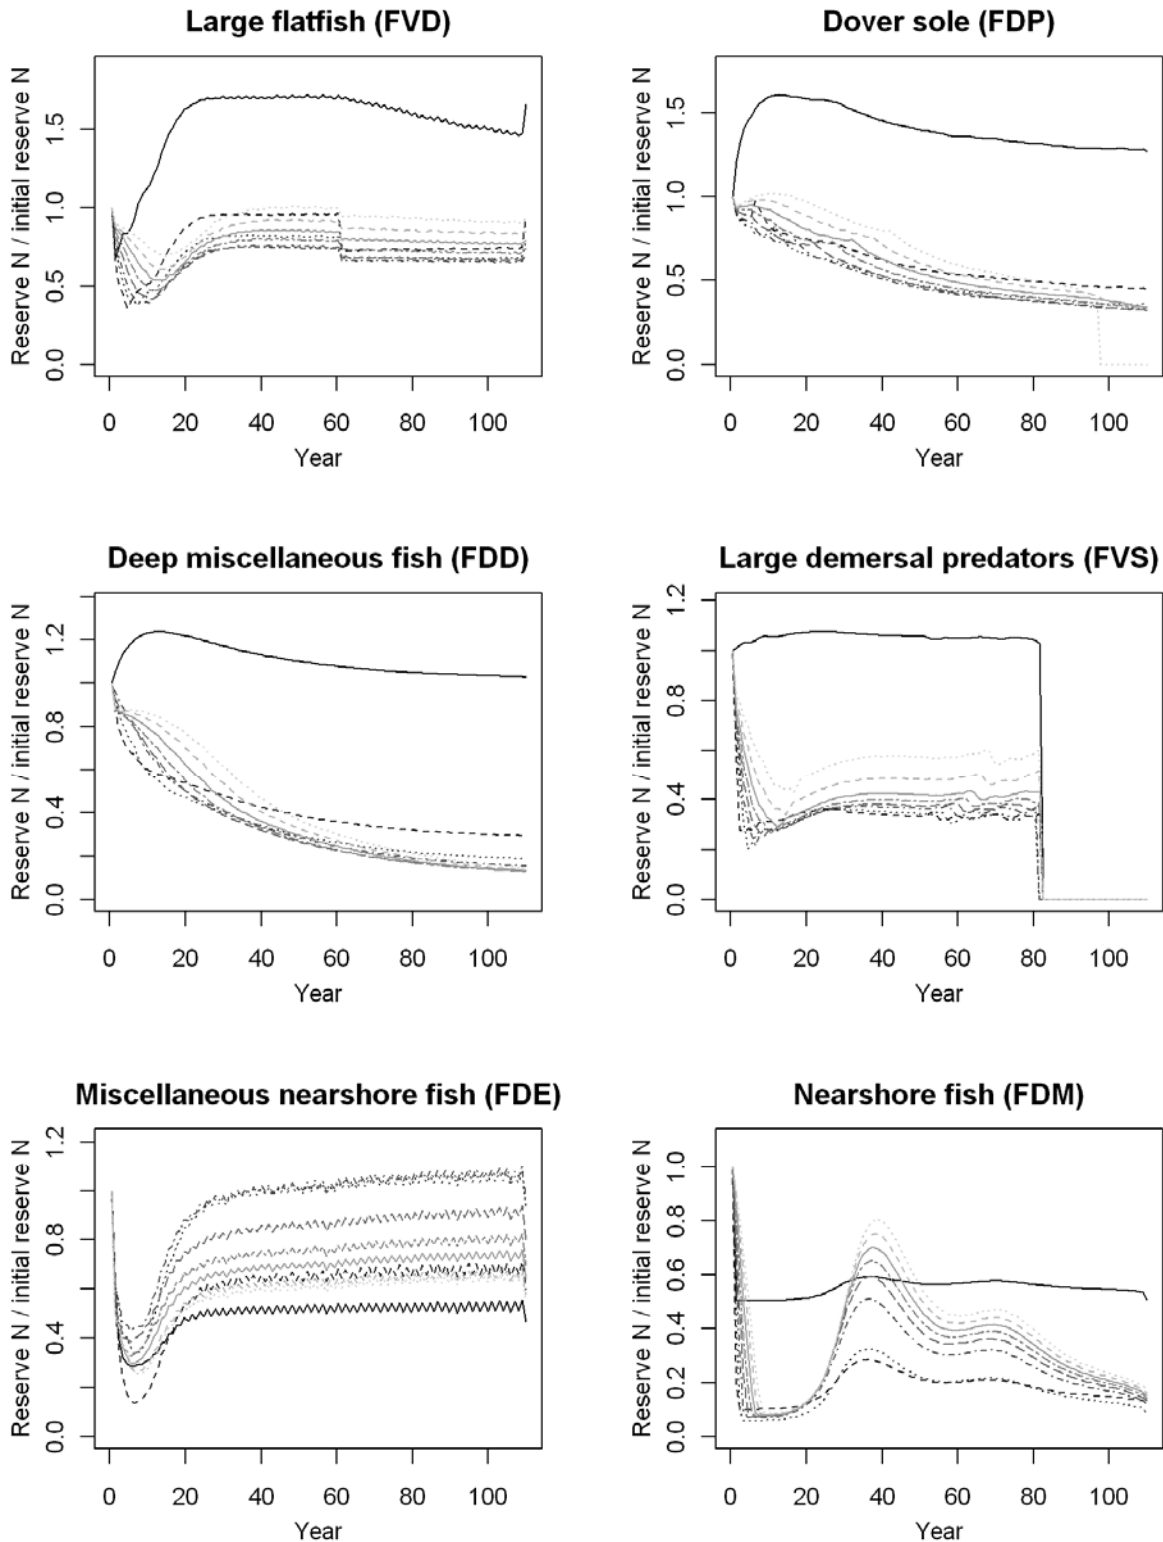 Large flatfish (FVD)
Reserve N / initial reserve N
0.0 0.5 1.0 1.5
0 20 40 60 80 100
Year
Dover sole (FDP)
Reserve N / initial reserve N
0.0 0.5 1.0 1.5
0 20 40 60 80 100
Year
Deep miscellaneous fish (FDD)
Reserve N / initial reserve N
0.0 0.4 0.8 1.2
0 20 40 60 80 100
Year
Large demersal predators (FVS)
Reserve N / initial reserve N
0.0 0.4 0.8 1.2
0 20 40 60 80 100
Year
Miscellaneous nearshore fish (FDE)
Reserve N / initial reserve N
0.0 0.4 0.8 1.2
0 20 40 60 80 100
Year
Nearshore fish (FDM)
Reserve N / initial reserve N
0.0 0.2 0.4 0.6 0.8 1.0
0 20 40 60 80 100
Year